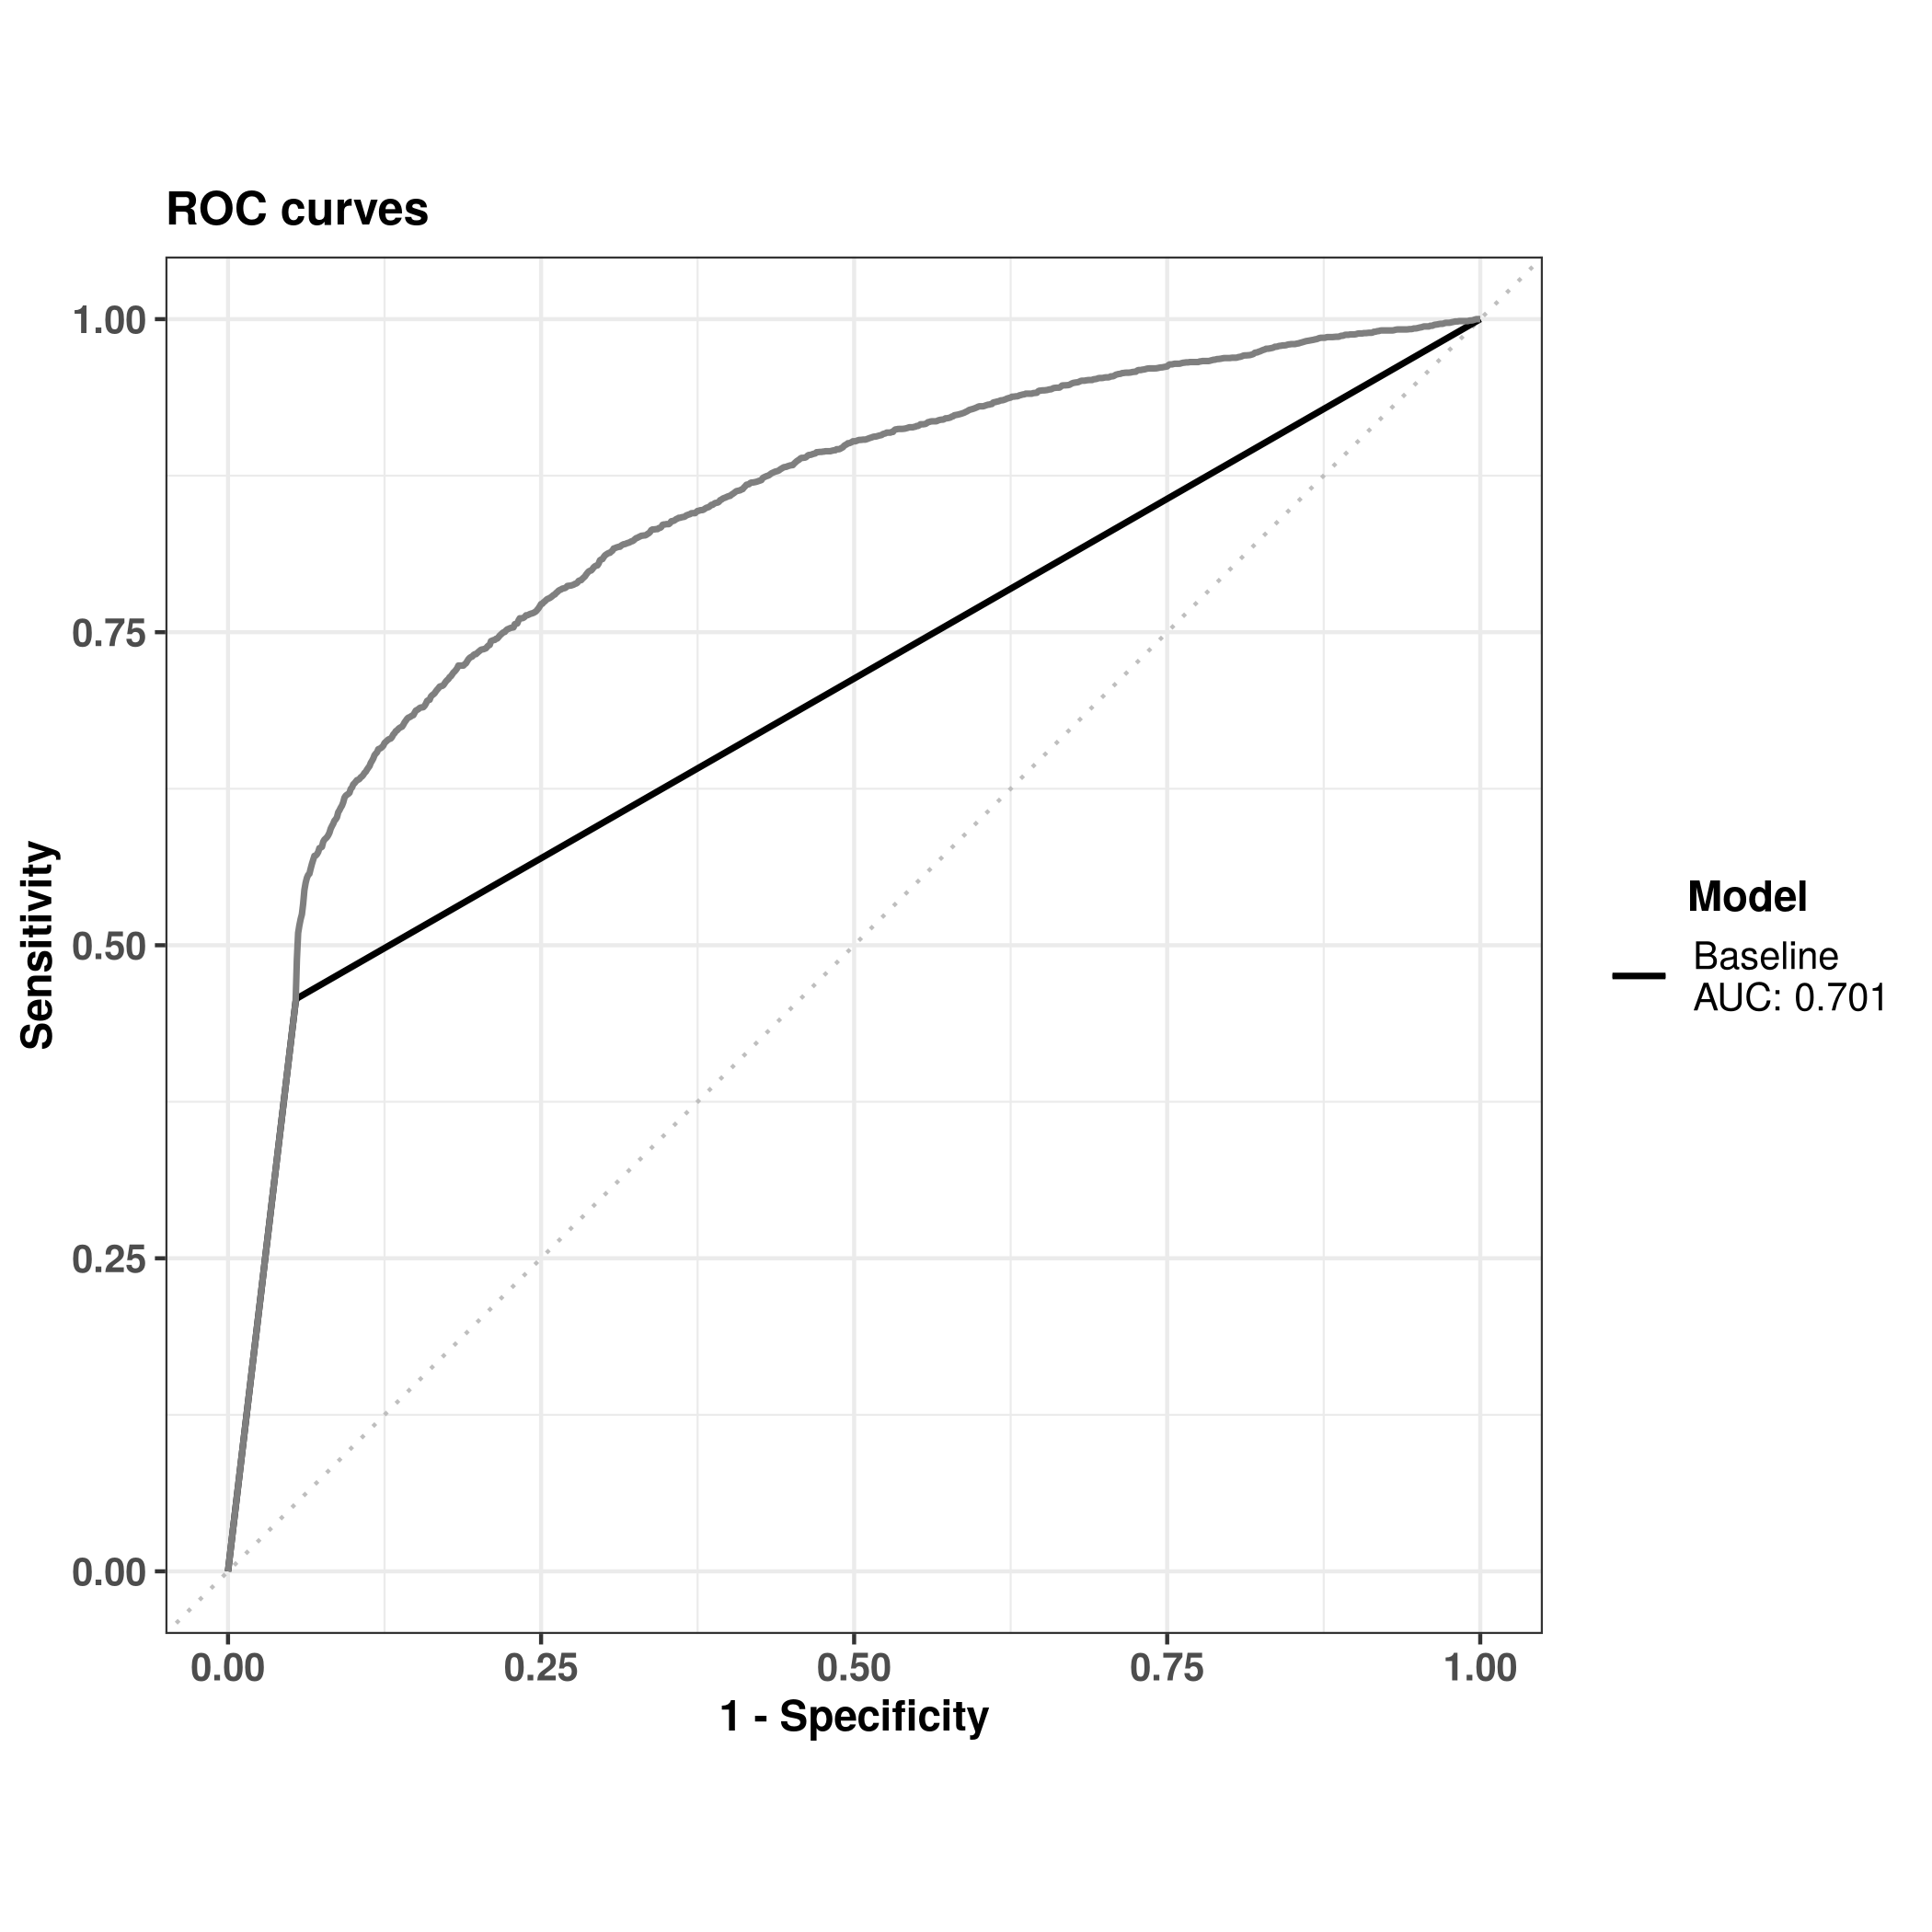 ROC curves
1.00
0.75
0.50
0.25
0.00
Sensitivity
0.00 0.25 0.50 0.75 1.00
1 - Specificity
Model
Baseline
AUC: 0.701